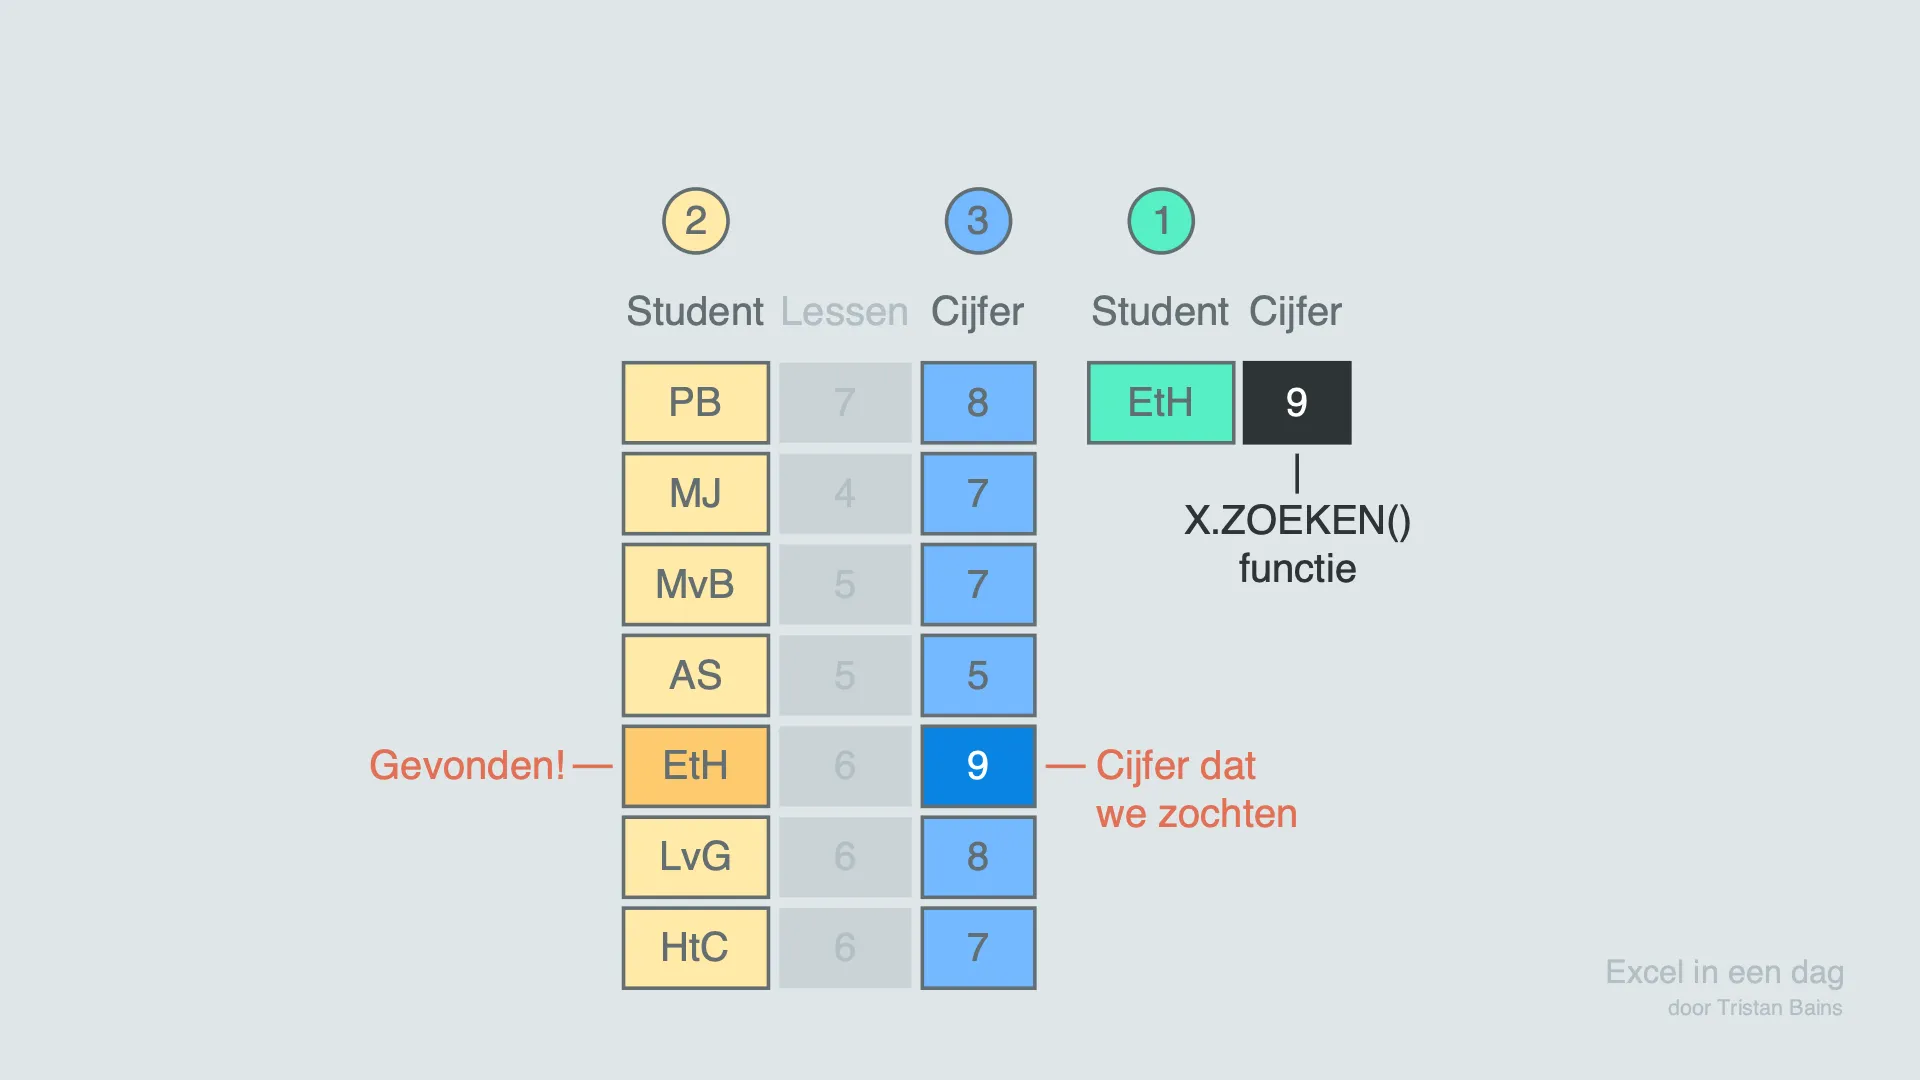 2 3 1
Student Lessen Cijfer Student Cijfer
PB 7 8 EtH 9
MJ 4 7
X.ZOEKEN()
functie
MvB 5 7
AS 5 5
Gevonden! EtH 6 9 Cijfer dat
we zochten
LvG 6 8
HtC 6 7
Excel in een dag
door Tristan Bains